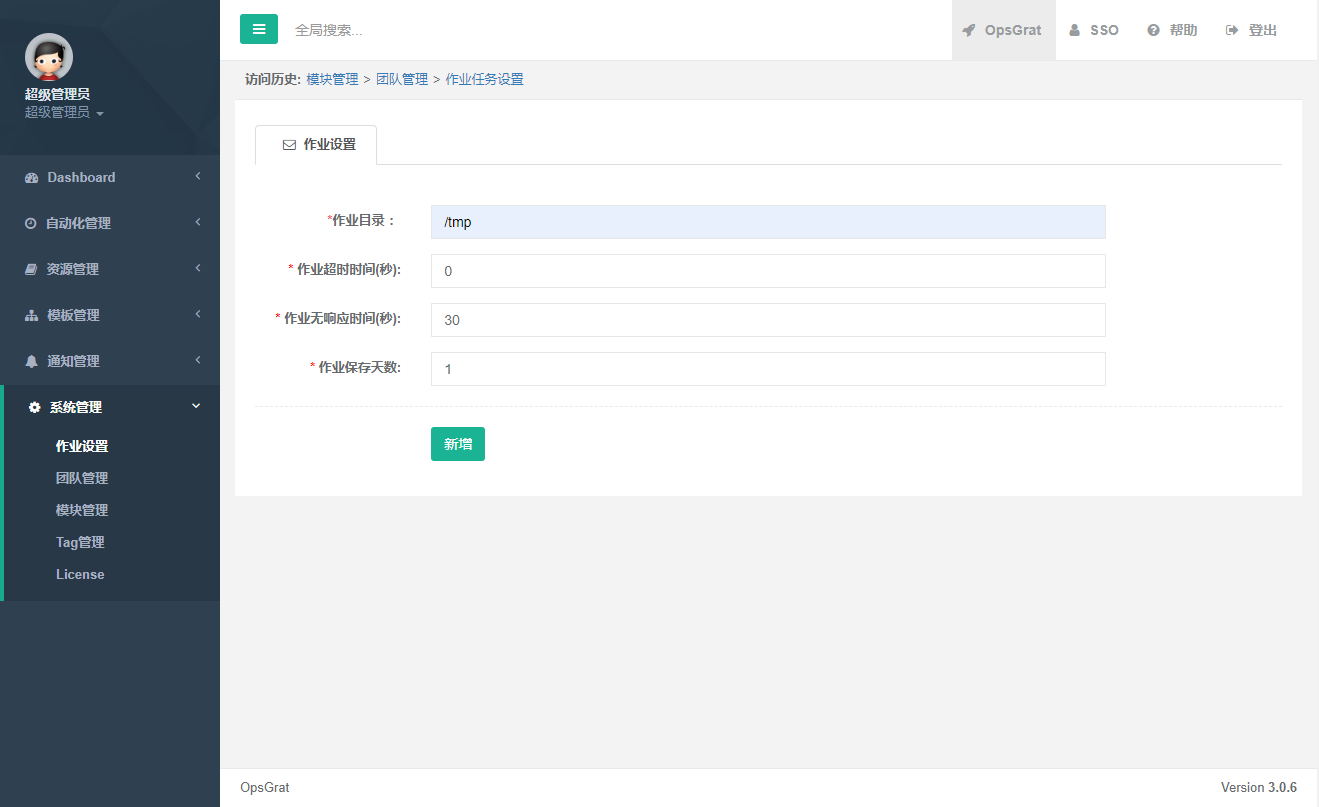 超级管理员
超级管理员
Dashboard
自动化管理
资源管理
模板管理
通知管理
系统管理
作业设置
团队管理
模块管理
Tag管理
License
全局搜索...
OpsGrat
SSO
帮助
登出
访问历史: 模块管理 > 团队管理 > 作业任务设置
作业设置
*作业目录： /tmp
* 作业超时时间(秒): 0
* 作业无响应时间(秒): 30
* 作业保存天数: 1
新增
OpsGrat
Version 3.0.6